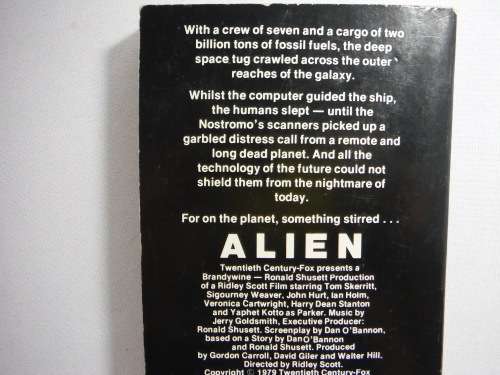 With a crew of seven and a cargo of two
billion tons of fossil fuels, the deep
space tug crawled across the outer
reaches of the galaxy.
Whilst the computer guided the ship,
the humans slept — until the
Nostromo's scanners picked up a
garbled distress call from a remote and
long dead planet. And all the
technology of the future could not
shield them from the nightmare of
today.
For on the planet, something stirred . . .
ALIEN
Twentieth Century-Fox presents a
Brandywine — Ronald Shusett Production
of a Ridley Scott Film starring Tom Skerritt,
Sigourney Weaver, John Hurt, Ian Holm,
Veronica Cartwright, Harry Dean Stanton
and Yaphet Kotto as Parker. Music by
Jerry Goldsmith, Executive Producer:
Ronald Shusett. Screenplay by Dan O'Bannon,
based on a Story by Dan O'Bannon
and Ronald Shusett. Produced
by Gordon Carroll, David Giler and Walter Hill.
Directed by Ridley Scott.
Copyright © 1979 Twentieth Century-Fox